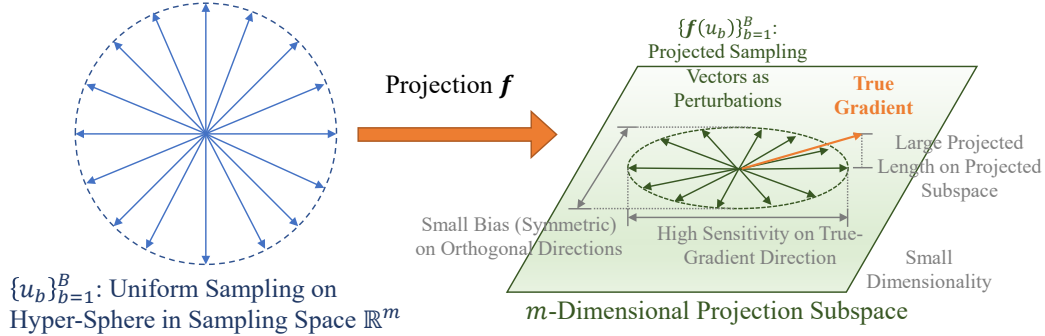 {u_b}_{b=1}^B: Uniform Sampling on
Hyper-Sphere in Sampling Space ℝ^m
Projection f
{f(u_b)}_{b=1}^B:
Projected Sampling
Vectors as
Perturbations
True
Gradient
Large Projected
Length on Projected
Subspace
Small Bias (Symmetric)
on Orthogonal Directions
High Sensitivity on True-
Gradient Direction
Small
Dimensionality
m-Dimensional Projection Subspace